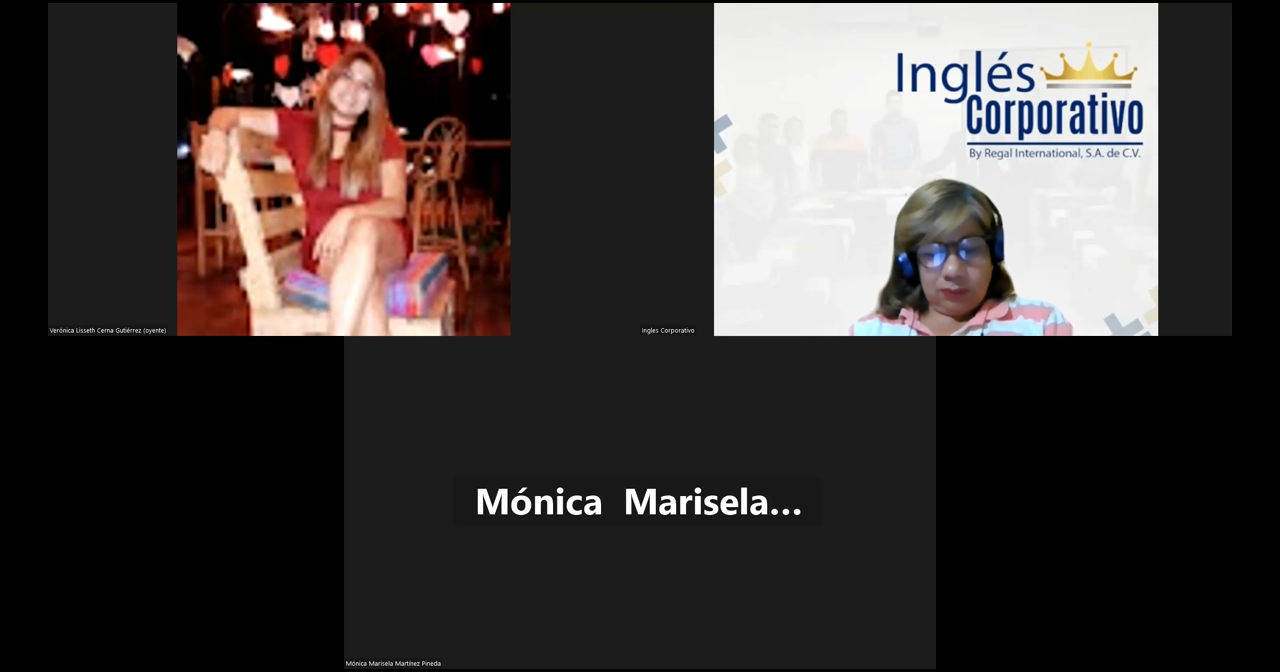 Inglés
Corporativo
By Regal International, S.A. de C.V.
Verónica Lisseth Cerna Gutiérrez (oyente)
Ingles Corporativo
Mónica Marisela...
Mónica Marisela Martínez Pineda